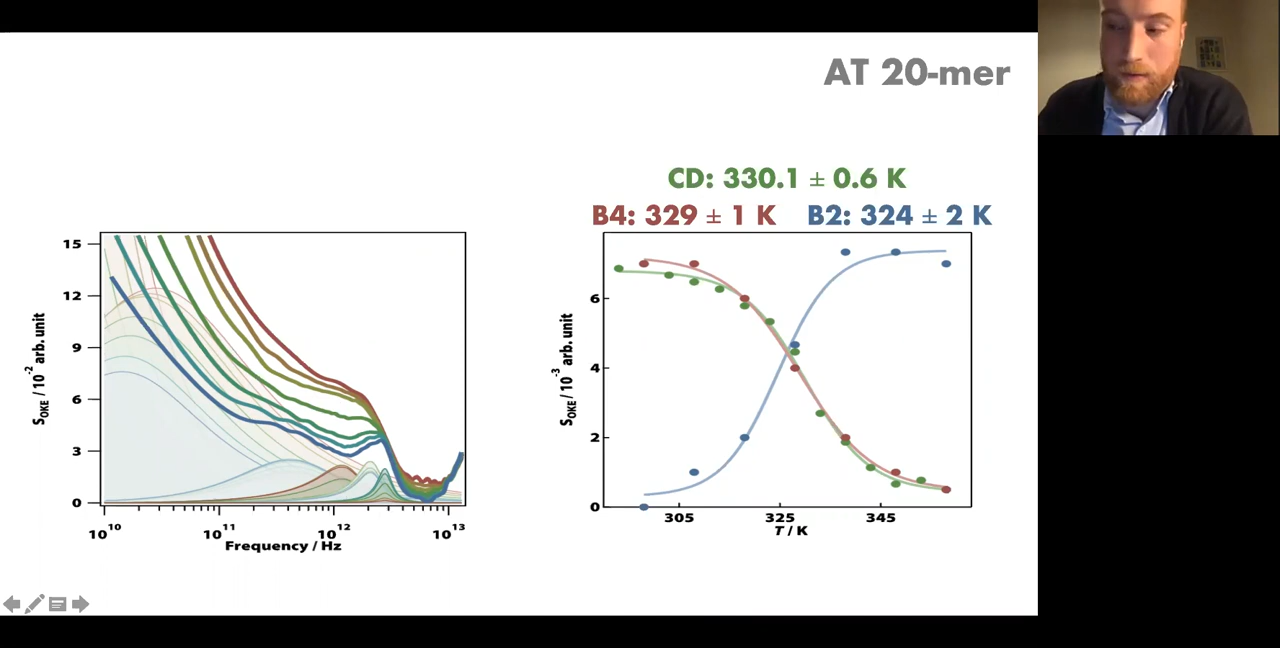 AT 20-mer
CD: 330.1 ± 0.6 K
B4: 329 ± 1 K B2: 324 ± 2 K
S_OKE / 10^-2 arb. unit
15
12
9
6
3
0
10^10 10^11 10^12 10^13
Frequency / Hz
S_OKE / 10^-3 arb. unit
6
4
2
0
305 325 345
T / K